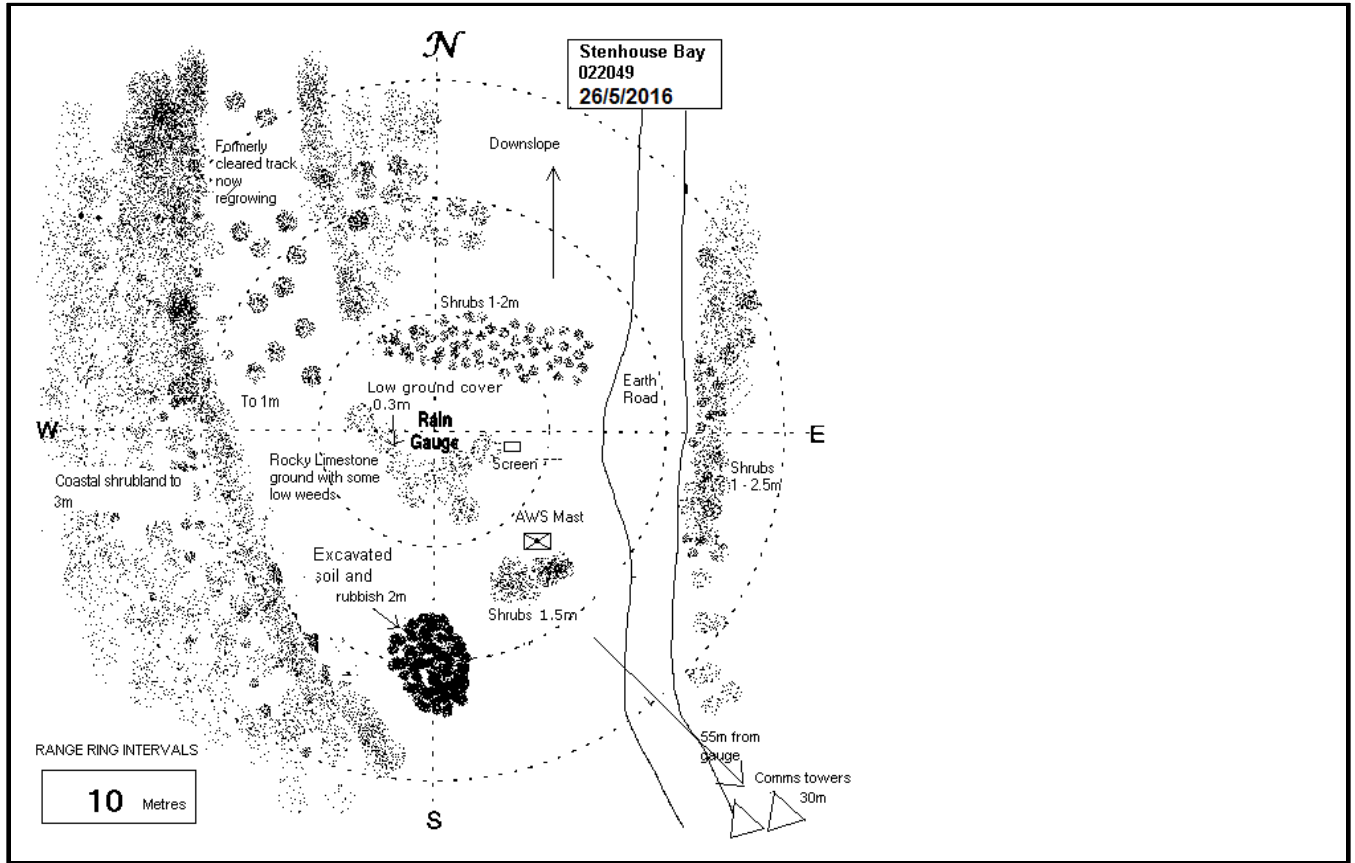 N
Stenhouse Bay
022049
26/5/2016
Downslope
Formerly
cleared track
now
regrowing
Shrubs 1-2m
Low ground cover
0.3m
Earth
Road
To 1m
Rain
Gauge
W
E
Screen
Rocky Limestone
ground with some
low weeds
Shrubs
1 - 2.5m
Coastal shrubland to
3m
AWS Mast
Excavated
soil and
rubbish 2m
Shrubs 1.5m
55m from
gauge
RANGE RING INTERVALS
10 Metres
Comms towers
30m
S